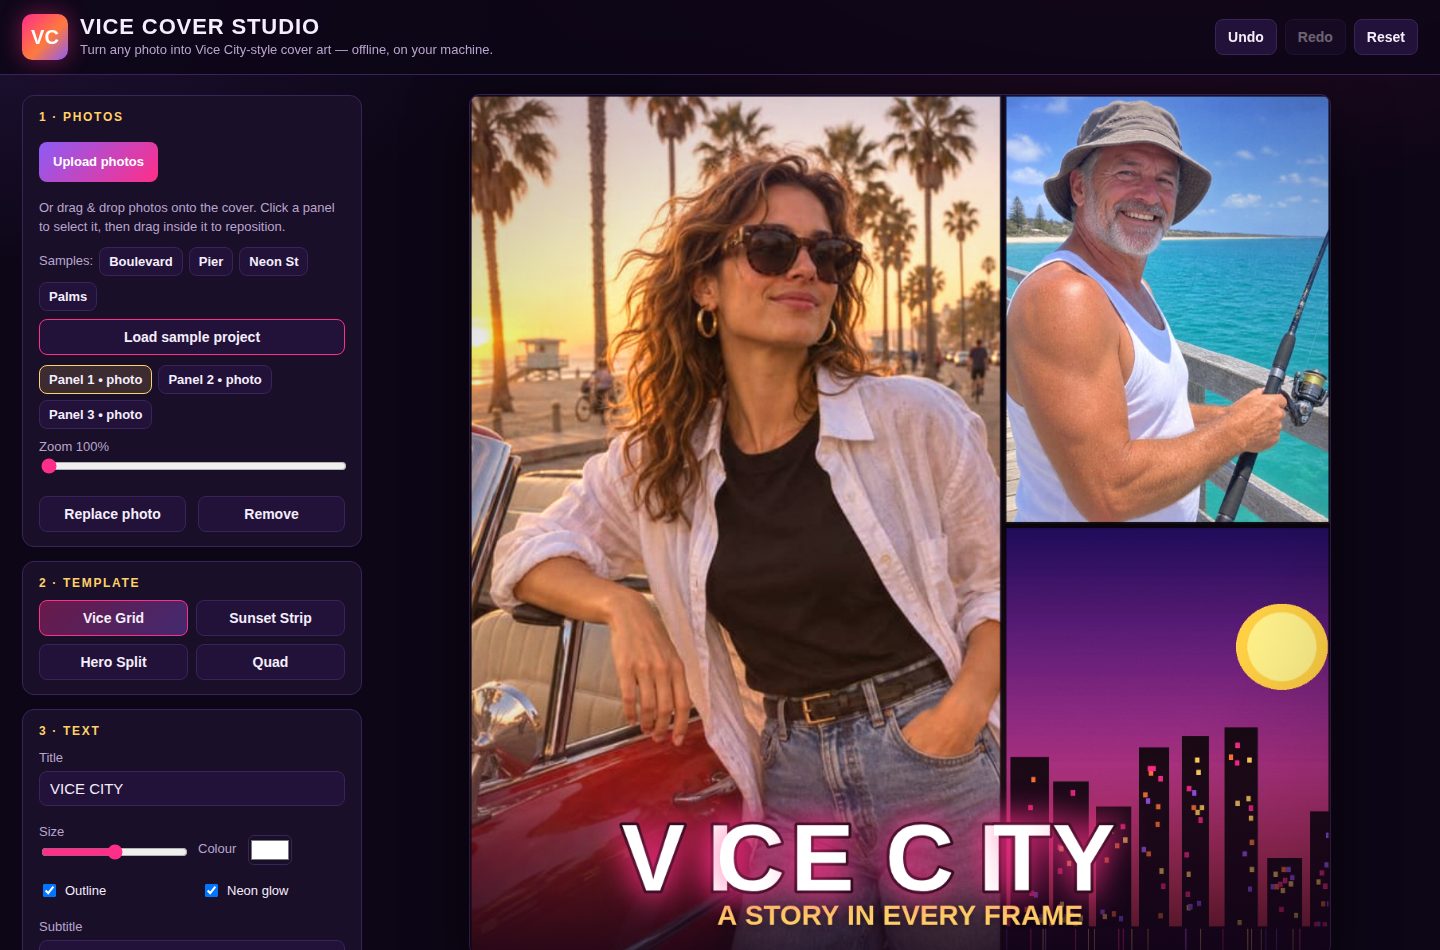 VC
VICE COVER STUDIO
Turn any photo into Vice City-style cover art — offline, on your machine.
Undo
Redo
Reset
1 · PHOTOS
Upload photos
Or drag & drop photos onto the cover. Click a panel
to select it, then drag inside it to reposition.
Samples:
Boulevard
Pier
Neon St
Palms
Load sample project
Panel 1 • photo
Panel 2 • photo
Panel 3 • photo
Zoom 100%
Replace photo
Remove
2 · TEMPLATE
Vice Grid
Sunset Strip
Hero Split
Quad
3 · TEXT
Title
VICE CITY
Size
Colour
Outline
Neon glow
Subtitle
VICE CITY
A STORY IN EVERY FRAME